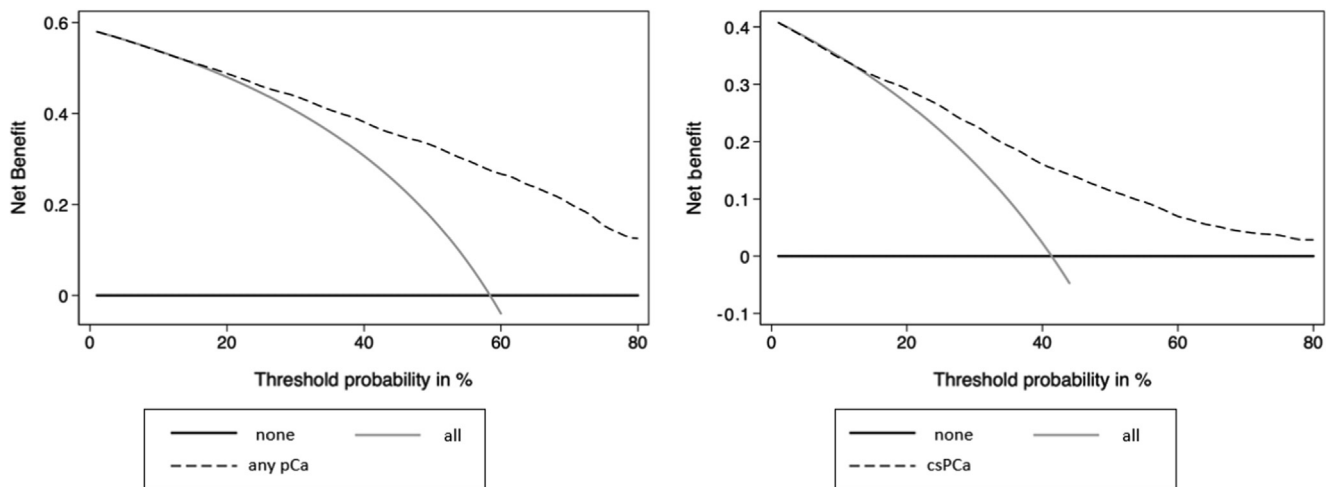 0.6
0.4
0.2
0
Net Benefit
0 20 40 60 80
Threshold probability in %
none all
any pCa
0.4
0.3
0.2
0.1
0
-0.1
Net benefit
0 20 40 60 80
Threshold probability in %
none all
csPCa